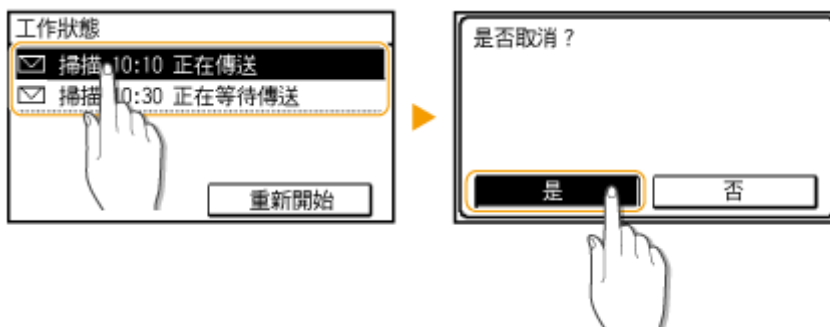 工作狀態
掃描 10:10 正在傳送
掃描 10:30 正在等待傳送
重新開始
是否取消？
是
否